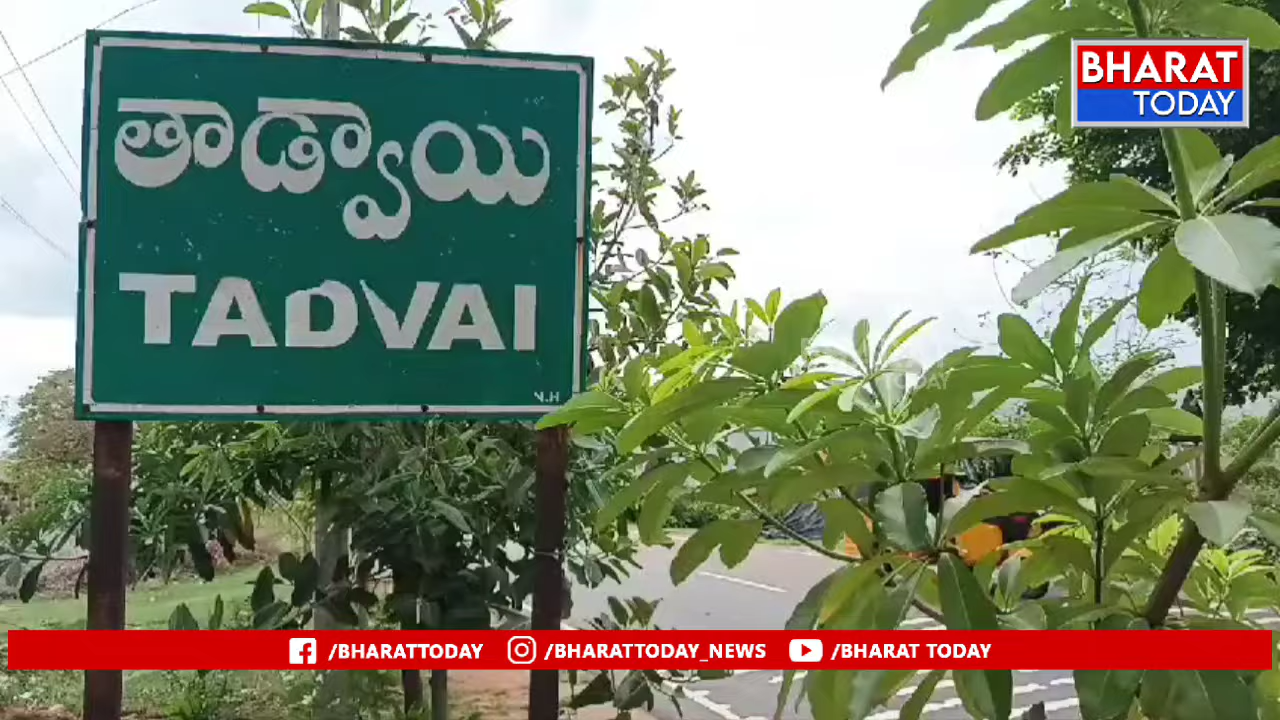 తాడ్వాయి
TADVAI
N.H
BHARAT
TODAY
/BHARATTODAY
/BHARATTODAY_NEWS
/BHARAT TODAY